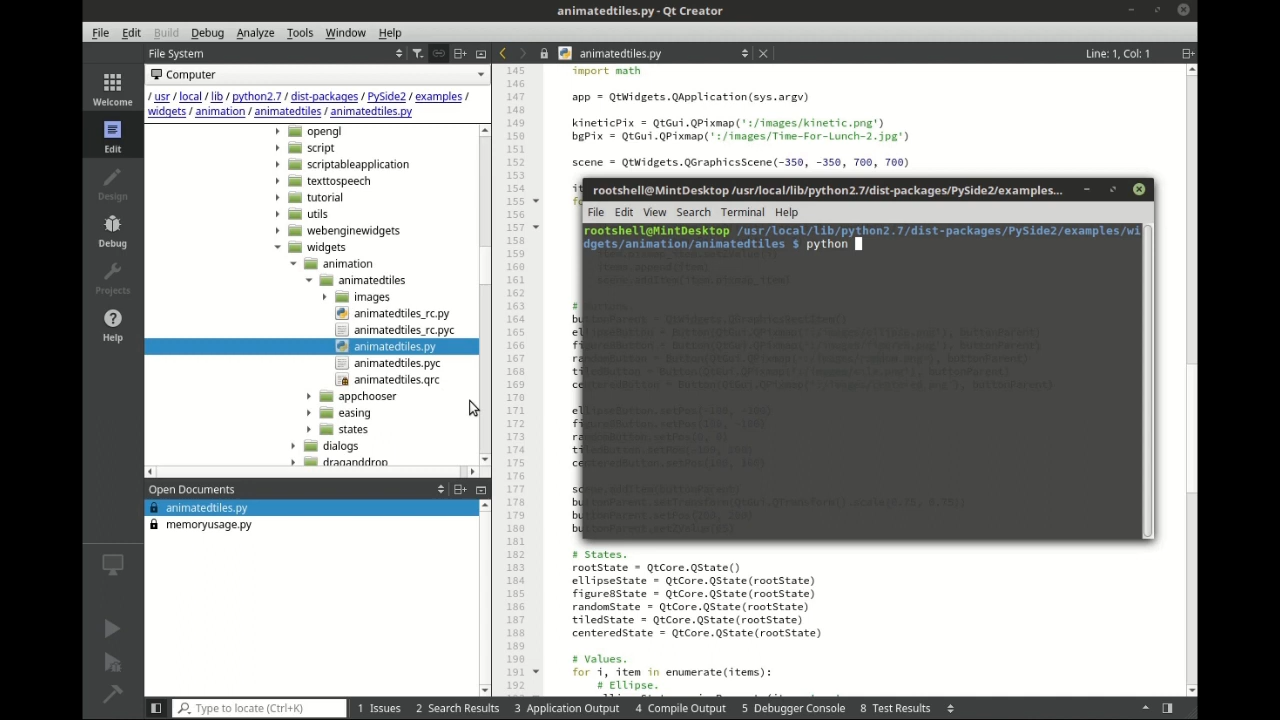 animatedtiles.py - Qt Creator
File Edit View Build Debug Analyze Tools Window Help
File System
animatedtiles.py
Line: 1, Col: 1
Computer
/ usr / local / lib / python2.7 / dist-packages / PySide2 / examples /
widgets / animation / animatedtiles / animatedtiles.py
Welcome
Edit
Design
Debug
Projects
Help
opengl
script
scriptableapplication
texttospeech
tutorial
utils
webenginewidgets
widgets
animation
animatedtiles
images
animatedtiles_rc.py
animatedtiles_rc.pyc
animatedtiles.py
animatedtiles.pyc
animatedtiles.qrc
appchooser
easing
states
dialogs
draganddrop
Open Documents
animatedtiles.py
memoryusage.py
145 import math
146
147 app = QtWidgets.QApplication(sys.argv)
148
149 kineticPix = QtGui.QPixmap(':/images/kinetic.png')
150 bgPix = QtGui.QPixmap(':/images/Time-For-Lunch-2.jpg')
151
152 scene = QtWidgets.QGraphicsScene(-350, -350, 700, 700)
153
154
155
156
157
158
159
160
161
162
163
164
165
166
167
168
169
170
171
172
173
174
175
176
177
178
179
180
181
182 # States.
183 rootState = QtCore.QState()
184 ellipseState = QtCore.QState(rootState)
185 figure8State = QtCore.QState(rootState)
186 randomState = QtCore.QState(rootState)
187 tiledState = QtCore.QState(rootState)
188 centeredState = QtCore.QState(rootState)
189
190 # Values.
191 for i, item in enumerate(items):
192 # Ellipse.
rootshell@MintDesktop /usr/local/lib/python2.7/dist-packages/PySide2/examples...
File Edit View Search Terminal Help
rootshell@MintDesktop /usr/local/lib/python2.7/dist-packages/PySide2/examples/wi
dgets/animation/animatedtiles $ python
Type to locate (Ctrl+K)
1 Issues 2 Search Results 3 Application Output 4 Compile Output 5 Debugger Console 8 Test Results